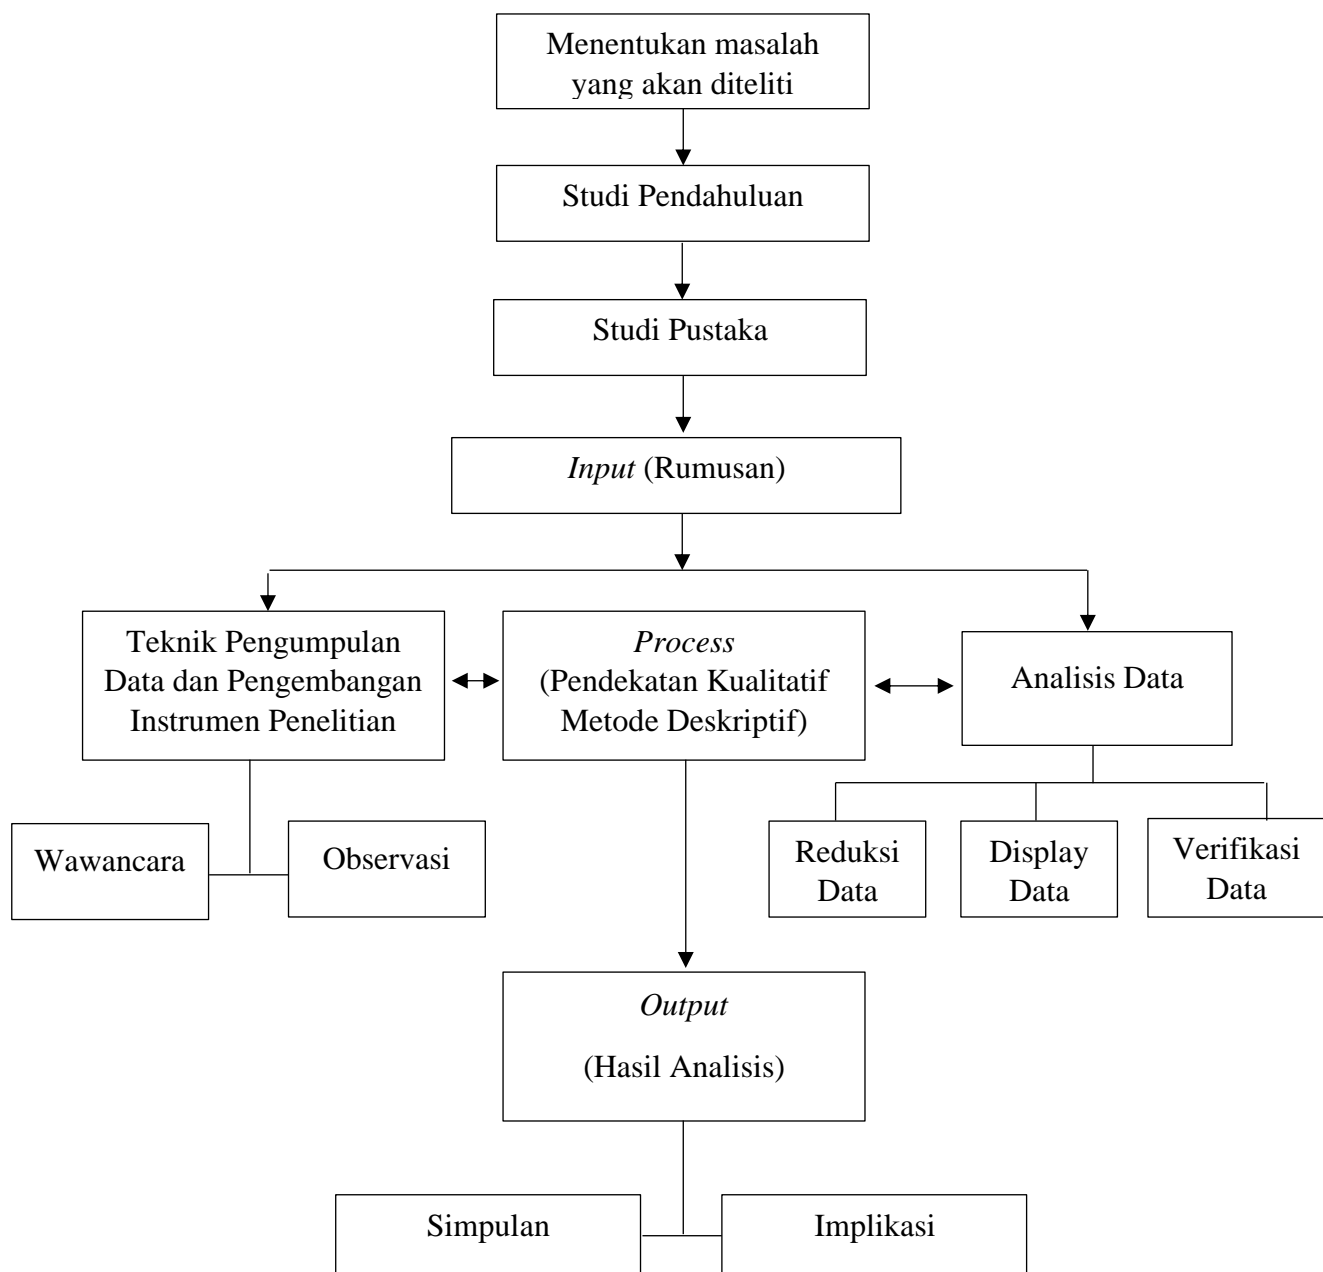 Menentukan masalah
yang akan diteliti
Studi Pendahuluan
Studi Pustaka
Input (Rumusan)
Teknik Pengumpulan
Data dan Pengembangan
Instrumen Penelitian
Process
(Pendekatan Kualitatif
Metode Deskriptif)
Analisis Data
Wawancara
Observasi
Reduksi
Data
Display
Data
Verifikasi
Data
Output
(Hasil Analisis)
Simpulan
Implikasi